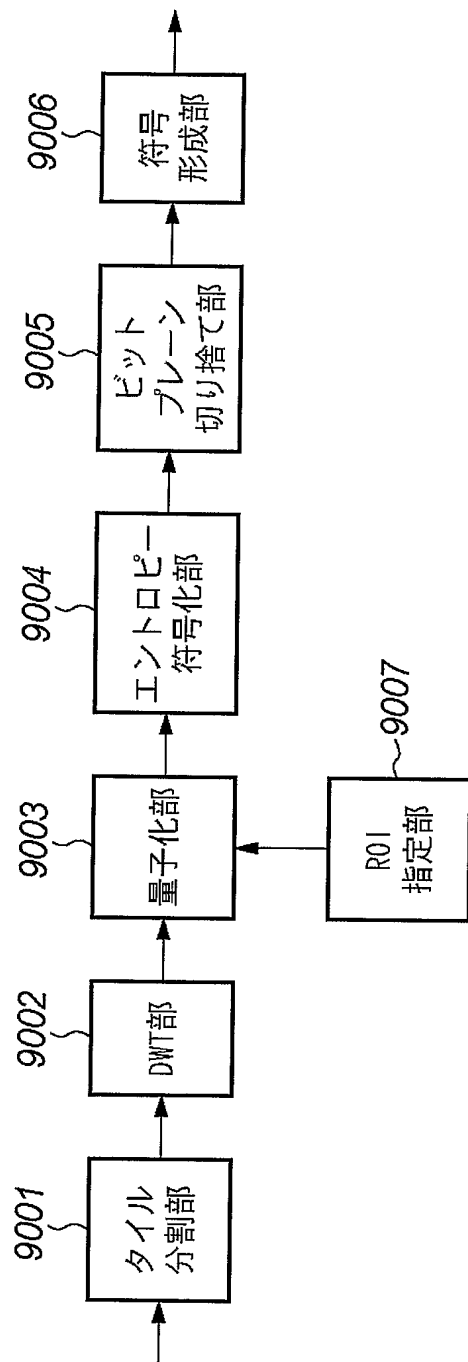 9001
タイル
分割部
9002
DWT部
9003
量子化部
9004
エントロピー
符号化部
9005
ビット
プレーン
切り捨て部
9006
符号
形成部
9007
ROI
指定部